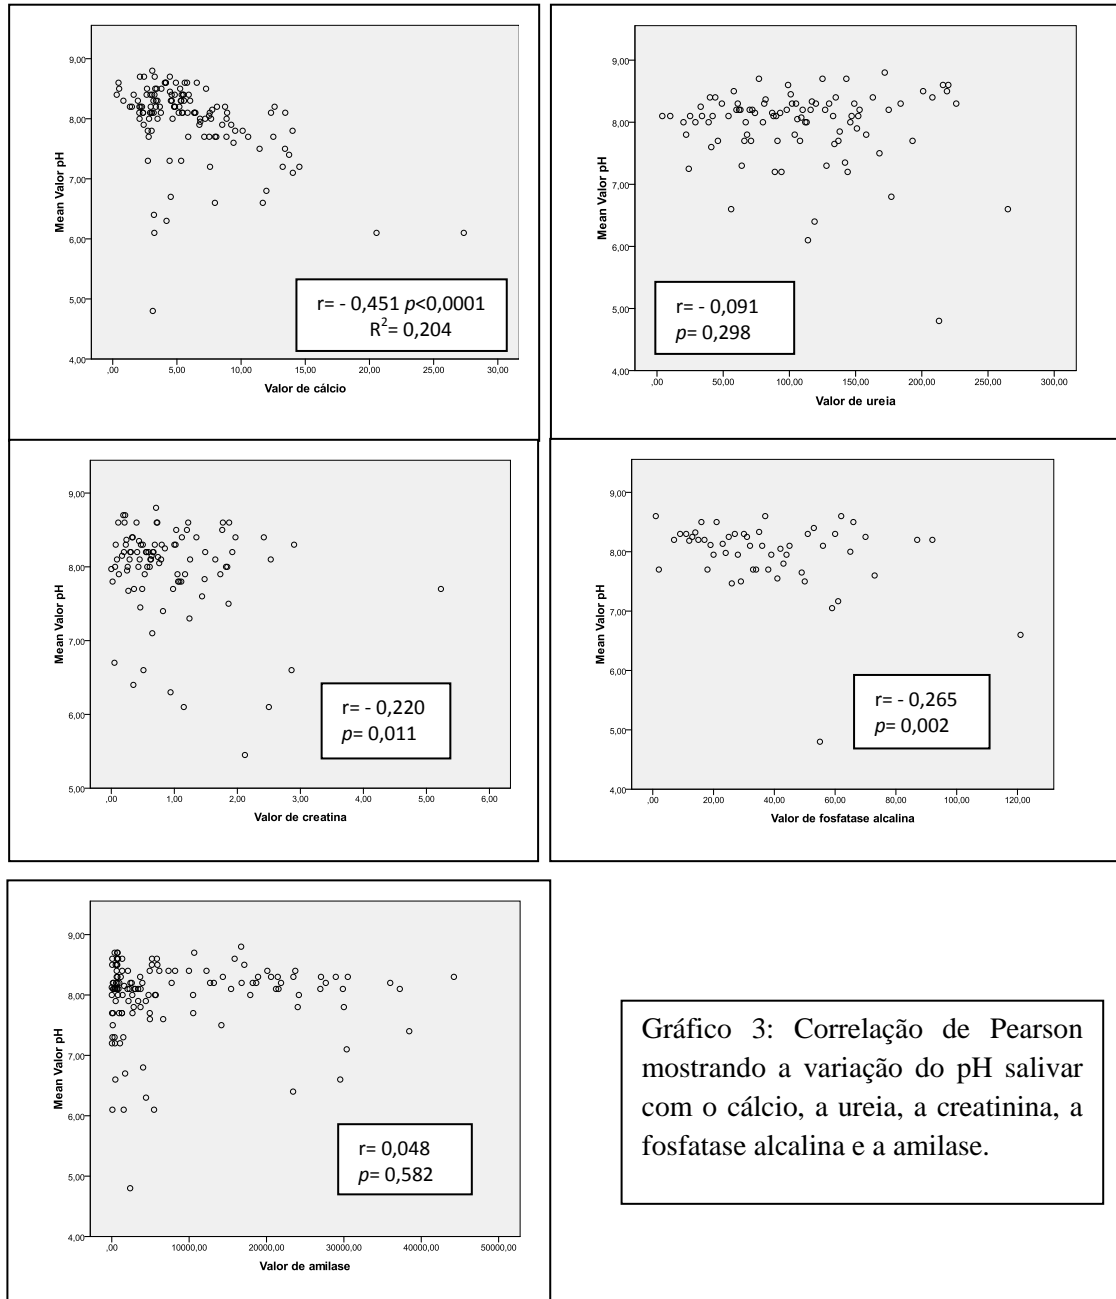 9,00
8,00
7,00
6,00
5,00
4,00
Mean Valor pH
,00 5,00 10,00 15,00 20,00 25,00 30,00
Valor de cálcio
r= - 0,451 p<0,0001
R²= 0,204
9,00
8,00
7,00
6,00
5,00
4,00
Mean Valor pH
,00 50,00 100,00 150,00 200,00 250,00 300,00
Valor de ureia
r= - 0,091
p= 0,298
9,00
8,00
7,00
6,00
5,00
Mean Valor pH
,00 1,00 2,00 3,00 4,00 5,00 6,00
Valor de creatina
r= - 0,220
p= 0,011
9,00
8,00
7,00
6,00
5,00
4,00
Mean Valor pH
,00 20,00 40,00 60,00 80,00 100,00 120,00
Valor de fosfatase alcalina
r= - 0,265
p= 0,002
9,00
8,00
7,00
6,00
5,00
4,00
Mean Valor pH
,00 10000,00 20000,00 30000,00 40000,00 50000,00
Valor de amilase
r= 0,048
p= 0,582
Gráfico 3: Correlação de Pearson
mostrando a variação do pH salivar
com o cálcio, a ureia, a creatinina, a
fosfatase alcalina e a amilase.